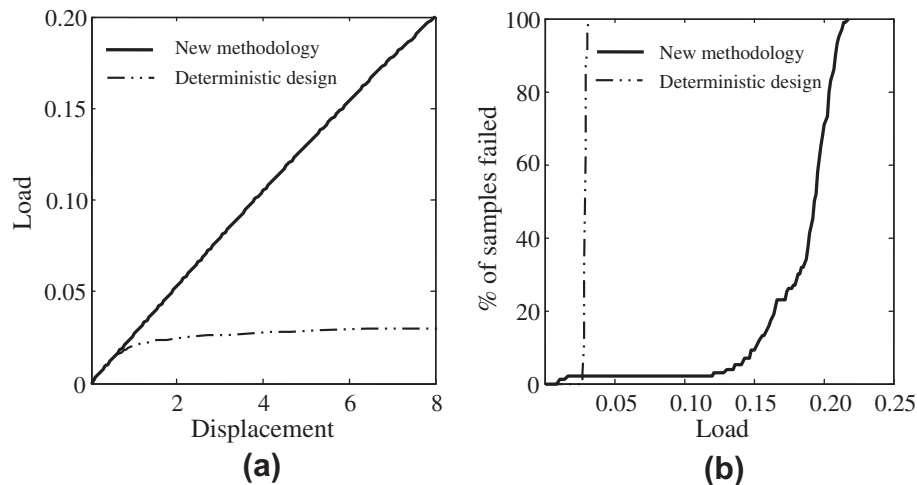 0.20
0.15
0.10
0.05
0
Load
New methodology
Deterministic design
2
4
6
8
Displacement
(a)
100
80
60
40
20
0
% of samples failed
New methodology
Deterministic design
0.05
0.10
0.15
0.20
0.25
Load
(b)